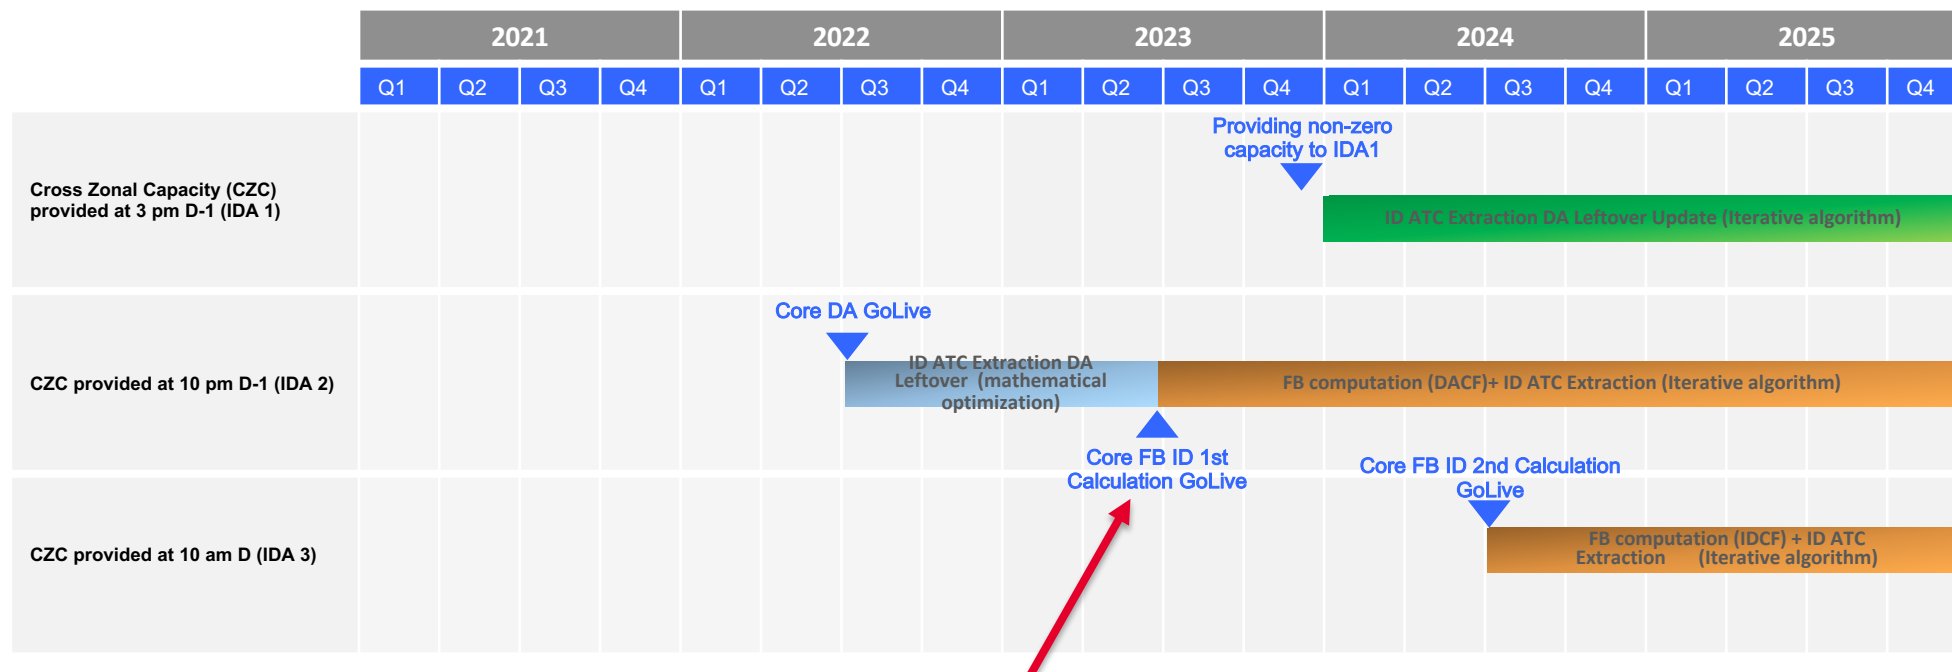 2021 2022 2023 2024 2025
Q1 Q2 Q3 Q4 Q1 Q2 Q3 Q4 Q1 Q2 Q3 Q4 Q1 Q2 Q3 Q4 Q1 Q2 Q3 Q4
Providing non-zero
capacity to IDA1
Cross Zonal Capacity (CZC)
provided at 3 pm D-1 (IDA 1)
ID ATC Extraction DA Leftover Update (Iterative algorithm)
Core DA GoLive
CZC provided at 10 pm D-1 (IDA 2)
ID ATC Extraction DA
Leftover (mathematical
optimization)
FB computation (DACF)+ ID ATC Extraction (Iterative algorithm)
Core FB ID 1st
Calculation GoLive
Core FB ID 2nd Calculation
GoLive
CZC provided at 10 am D (IDA 3)
FB computation (IDCF) + ID ATC
Extraction (Iterative algorithm)